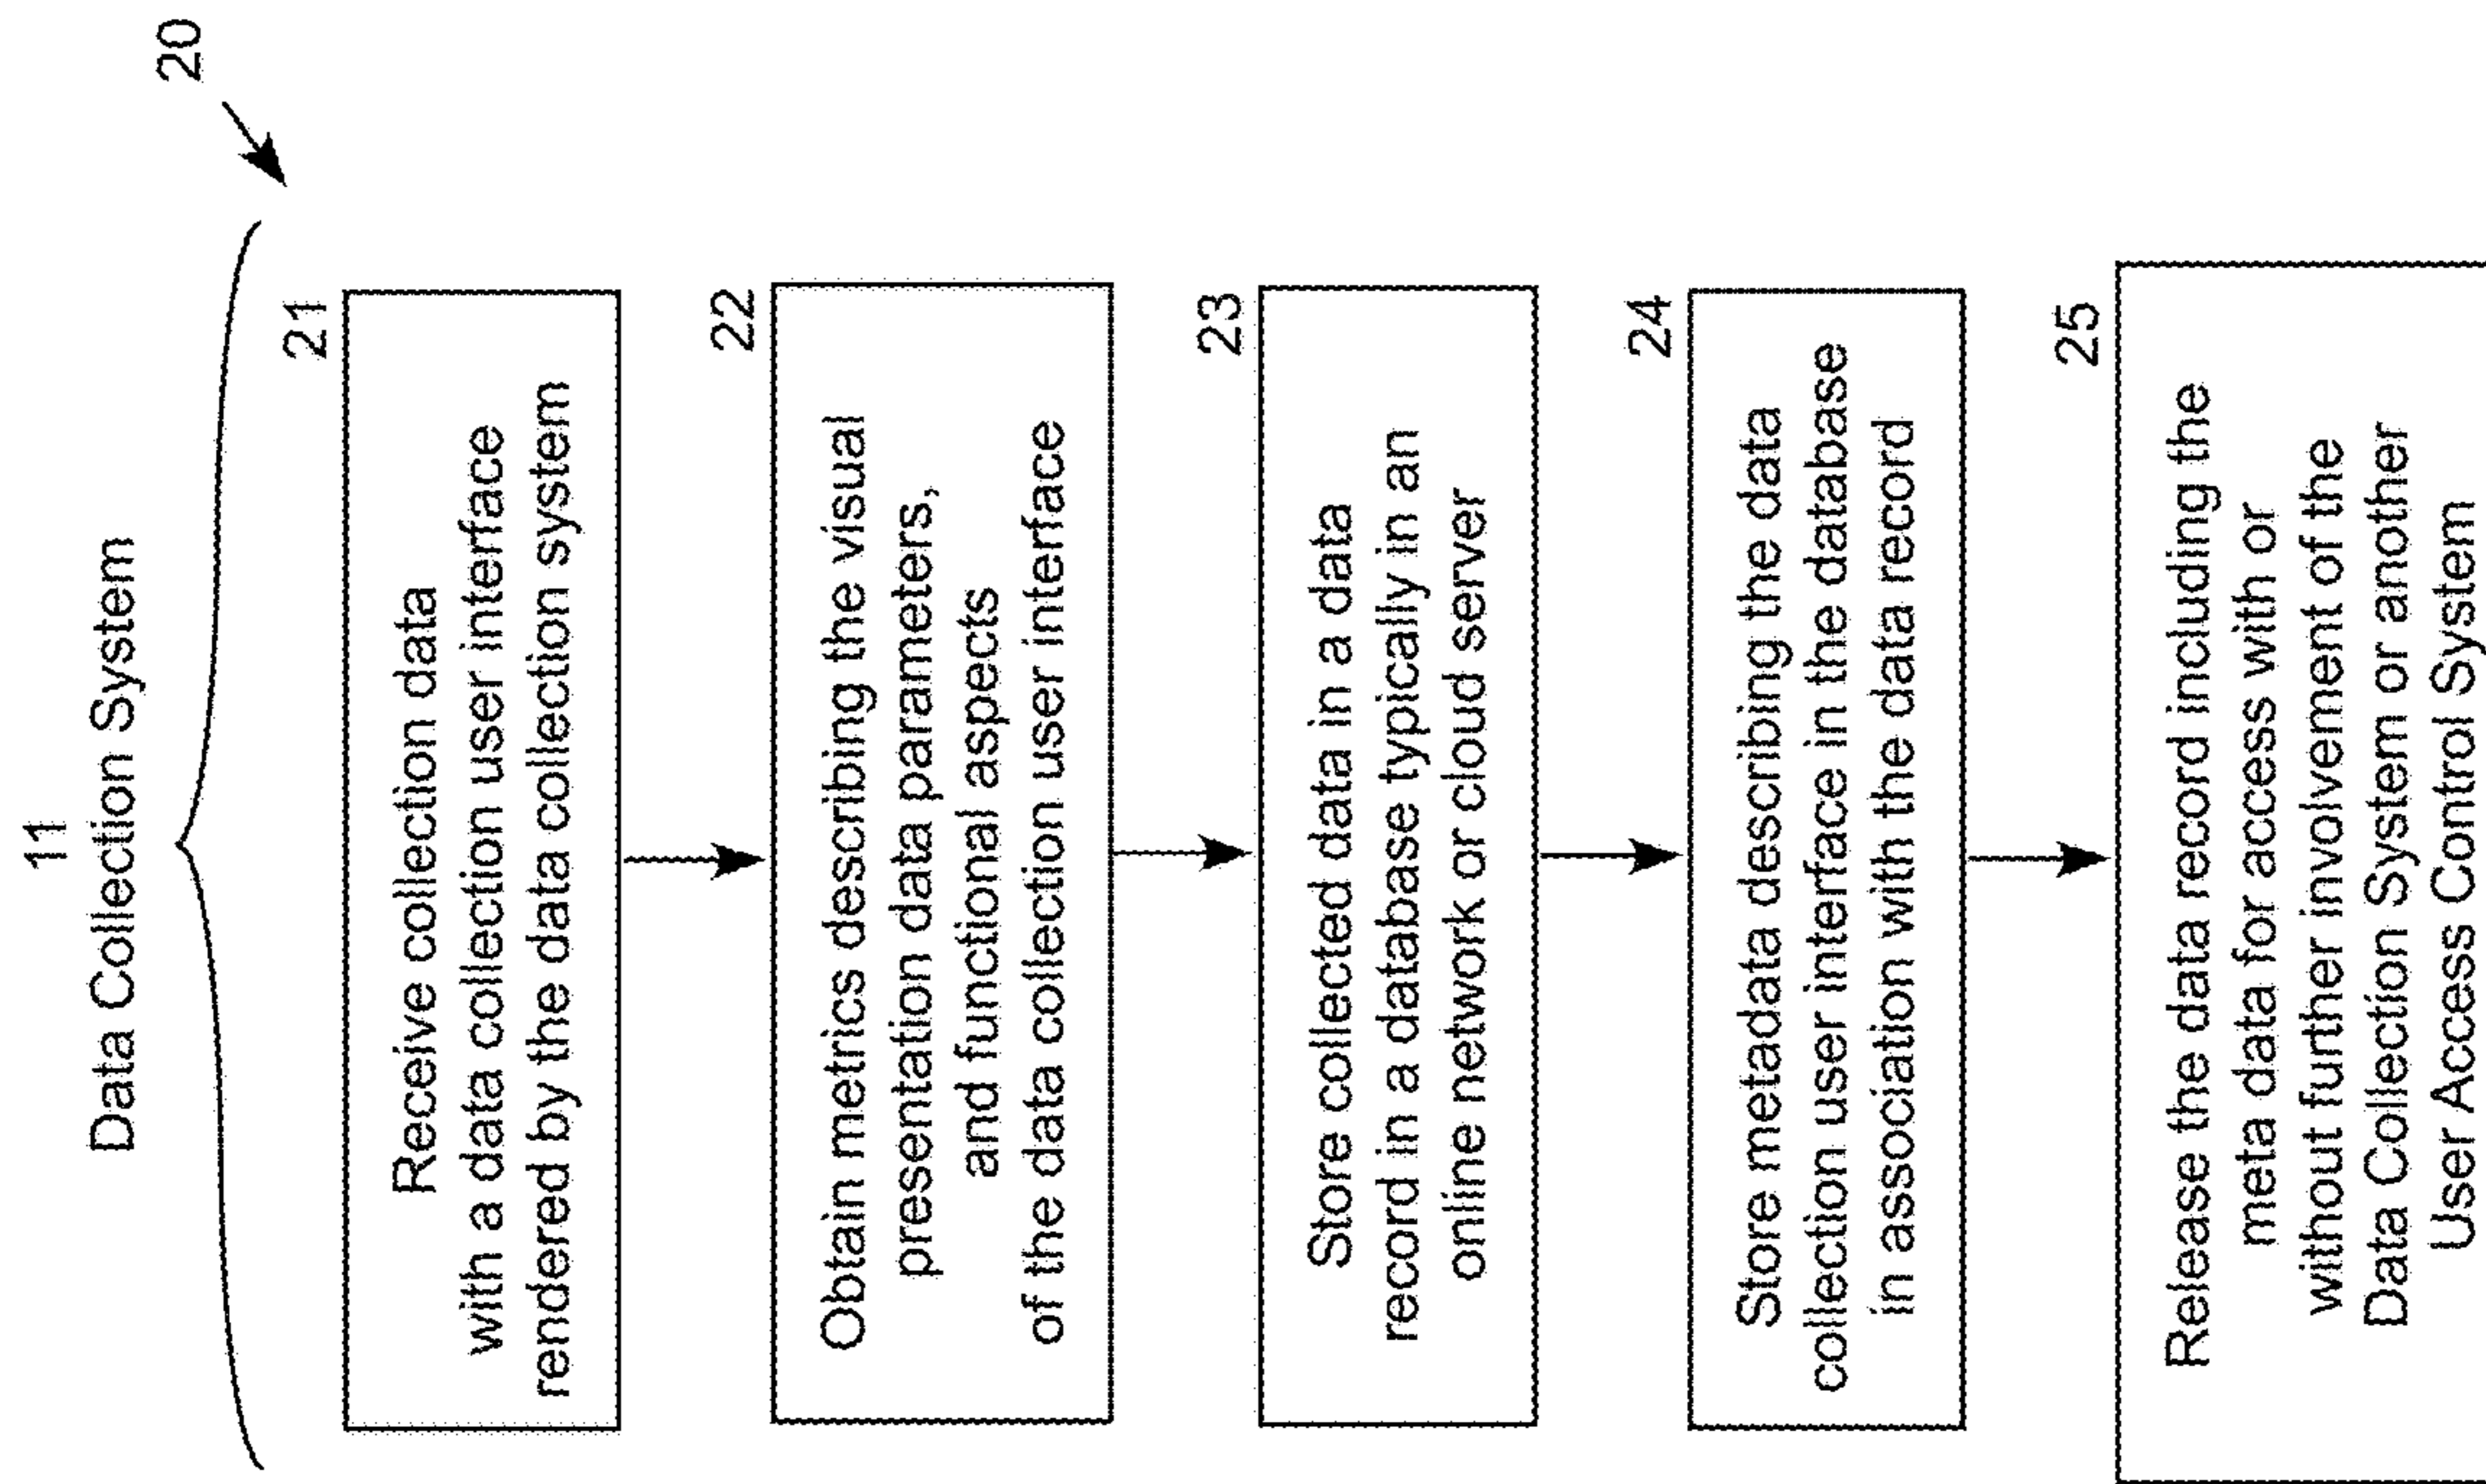 11
Data Collection System
20
21
Receive collection data
with a data collection user interface
rendered by the data collection system
22
Obtain metrics describing the visual
presentation data parameters,
and functional aspects
of the data collection user interface
23
Store collected data in a data
record in a database typically in an
online network or cloud server
24
Store metadata describing the data
collection user interface in the database
in association with the data record
25
Release the data record including the
meta data for access with or
without further involvement of the
Data Collection System or another
User Access Control System